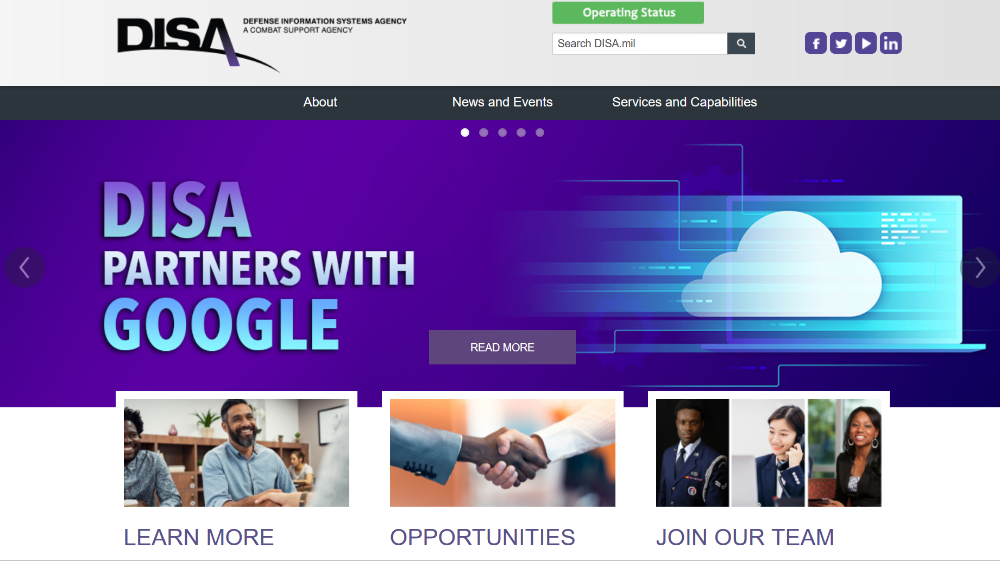 DISA
DEFENSE INFORMATION SYSTEMS AGENCY
A COMBAT SUPPORT AGENCY
Operating Status
Search DISA.mil
About
News and Events
Services and Capabilities
DISA
PARTNERS WITH
GOOGLE
READ MORE
LEARN MORE
OPPORTUNITIES
JOIN OUR TEAM